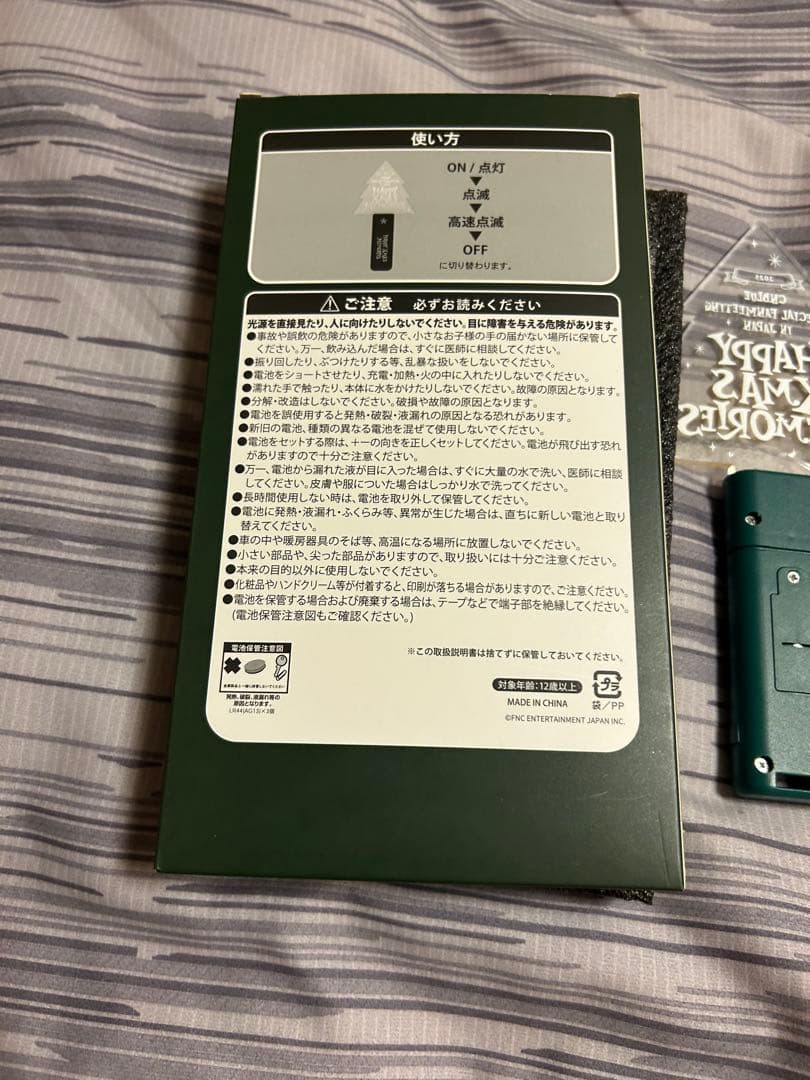 使い方
ON / 点灯
▼
点滅
▼
高速点滅
▼
OFF
に切り替わります。
⚠ ご注意 必ずお読みください
光源を直接見たり、人に向けたりしないでください。目に障害を与える危険があります。
●事故や誤飲の危険がありますので、小さなお子様の手の届かない場所に保管して
ください。万一、飲み込んだ場合は、すぐに医師に相談してください。
●振り回したり、ぶつけたりする等、乱暴な扱いをしないでください。
●電池をショートさせたり、充電・加熱・火の中に入れたりしないでください。
●濡れた手で触ったり、本体に水をかけたりしないでください。故障の原因となります。
●分解・改造はしないでください。破損や故障の原因となります。
●電池を誤使用すると発熱・破裂・液漏れの原因となる恐れがあります。
●新旧の電池、種類の異なる電池を混ぜて使用しないでください。
●電池をセットする際は、＋－の向きを正しくセットしてください。電池が飛び出す恐れ
がありますので十分ご注意ください。
●万一、電池から漏れた液が目に入った場合は、すぐに大量の水で洗い、医師に相談
してください。皮膚や服についた場合はしっかり水で洗ってください。
●長時間使用しない時は、電池を取り外して保管してください。
●電池に発熱・液漏れ・ふくらみ等、異常が生じた場合は、直ちに新しい電池と取り
替えてください。
●車の中や暖房器具のそば等、高温になる場所に放置しないでください。
●小さい部品や、尖った部品がありますので、取り扱いには十分ご注意ください。
●本来の目的以外に使用しないでください。
●化粧品やハンドクリーム等が付着すると、印刷が落ちる場合がありますので、ご注意ください。
●電池を保管する場合および廃棄する場合は、テープなどで端子部を絶縁してください。
(電池保管注意図もご確認ください。)
※この取扱説明書は捨てずに保管しておいてください。
電池保管注意図
発熱、破裂、液漏れ等の
原因となります。
LR44(AG13)×3個
対象年齢:12歳以上
プラ
袋／PP
MADE IN CHINA
©FNC ENTERTAINMENT JAPAN INC.
2025
CNBLUE
SPECIAL FANMEETING
IN JAPAN
HAPPY
XMAS
MEMORIES